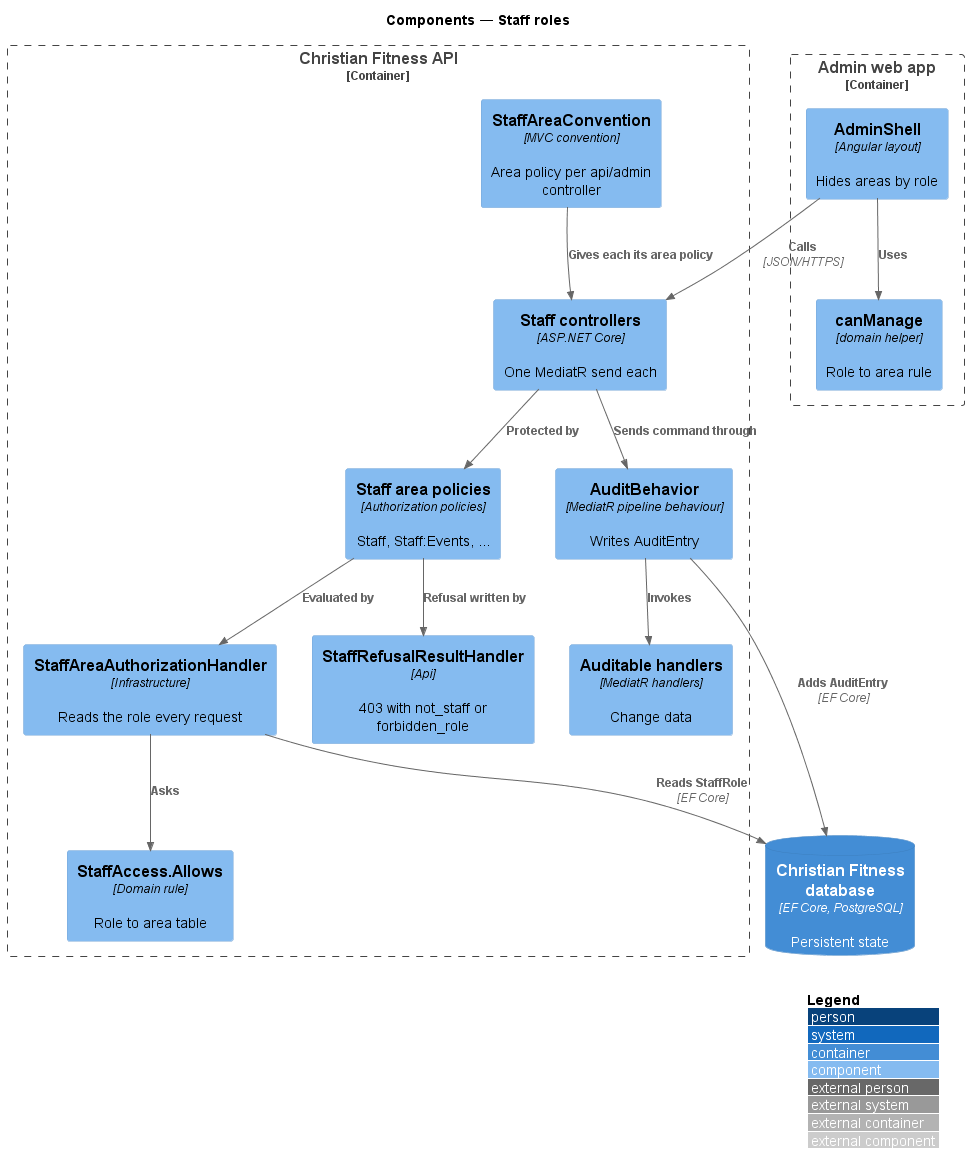 Components — Staff roles
Christian Fitness API
[Container]
Admin web app
[Container]
StaffAreaConvention
[MVC convention]
Area policy per api/admin
controller
AdminShell
[Angular layout]
Hides areas by role
Gives each its area policy
Calls
[JSON/HTTPS]
Uses
Staff controllers
[ASP.NET Core]
One MediatR send each
canManage
[domain helper]
Role to area rule
Protected by
Sends command through
Staff area policies
[Authorization policies]
Staff, Staff:Events, ...
AuditBehavior
[MediatR pipeline behaviour]
Writes AuditEntry
Evaluated by
Refusal written by
Invokes
StaffAreaAuthorizationHandler
[Infrastructure]
Reads the role every request
StaffRefusalResultHandler
[Api]
403 with not_staff or
forbidden_role
Auditable handlers
[MediatR handlers]
Change data
Adds AuditEntry
[EF Core]
Asks
Reads StaffRole
[EF Core]
StaffAccess.Allows
[Domain rule]
Role to area table
Christian Fitness
database
[EF Core, PostgreSQL]
Persistent state
Legend
person
system
container
component
external person
external system
external container
external component